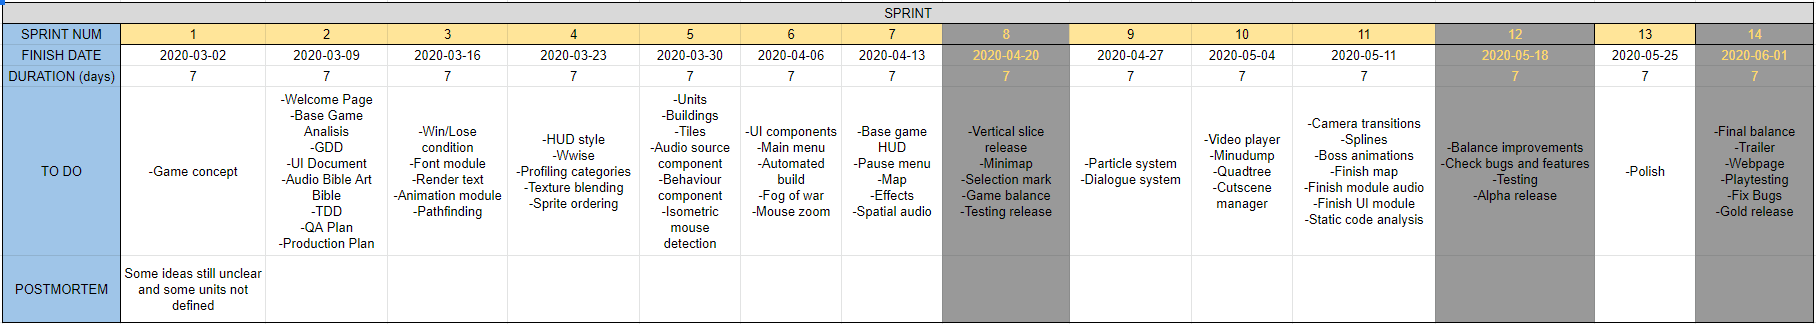 SPRINT
SPRINT NUM 1 2 3 4 5 6 7 8 9 10 11 12 13 14
FINISH DATE 2020-03-02 2020-03-09 2020-03-16 2020-03-23 2020-03-30 2020-04-06 2020-04-13 2020-04-20 2020-04-27 2020-05-04 2020-05-11 2020-05-18 2020-05-25 2020-06-01
DURATION (days) 7 7 7 7 7 7 7 7 7 7 7 7 7 7
TO DO
-Game concept
-Welcome Page
-Base Game
Analisis
-GDD
-UI Document
-Audio Bible Art
Bible
-TDD
-QA Plan
-Production Plan
-Win/Lose
condition
-Font module
-Render text
-Animation module
-Pathfinding
-HUD style
-Wwise
-Profiling categories
-Texture blending
-Sprite ordering
-Units
-Buildings
-Tiles
-Audio source
component
-Behaviour
component
-Isometric
mouse
detection
-UI components
-Main menu
-Automated
build
-Fog of war
-Mouse zoom
-Base game
HUD
-Pause menu
-Map
-Effects
-Spatial audio
-Vertical slice
release
-Minimap
-Selection mark
-Game balance
-Testing release
-Particle system
-Dialogue system
-Video player
-Minudump
-Quadtree
-Cutscene
manager
-Camera transitions
-Splines
-Boss animations
-Finish map
-Finish module audio
-Finish UI module
-Static code analysis
-Balance improvements
-Check bugs and features
-Testing
-Alpha release
-Polish
-Final balance
-Trailer
-Webpage
-Playtesting
-Fix Bugs
-Gold release
POSTMORTEM
Some ideas still unclear
and some units not
defined